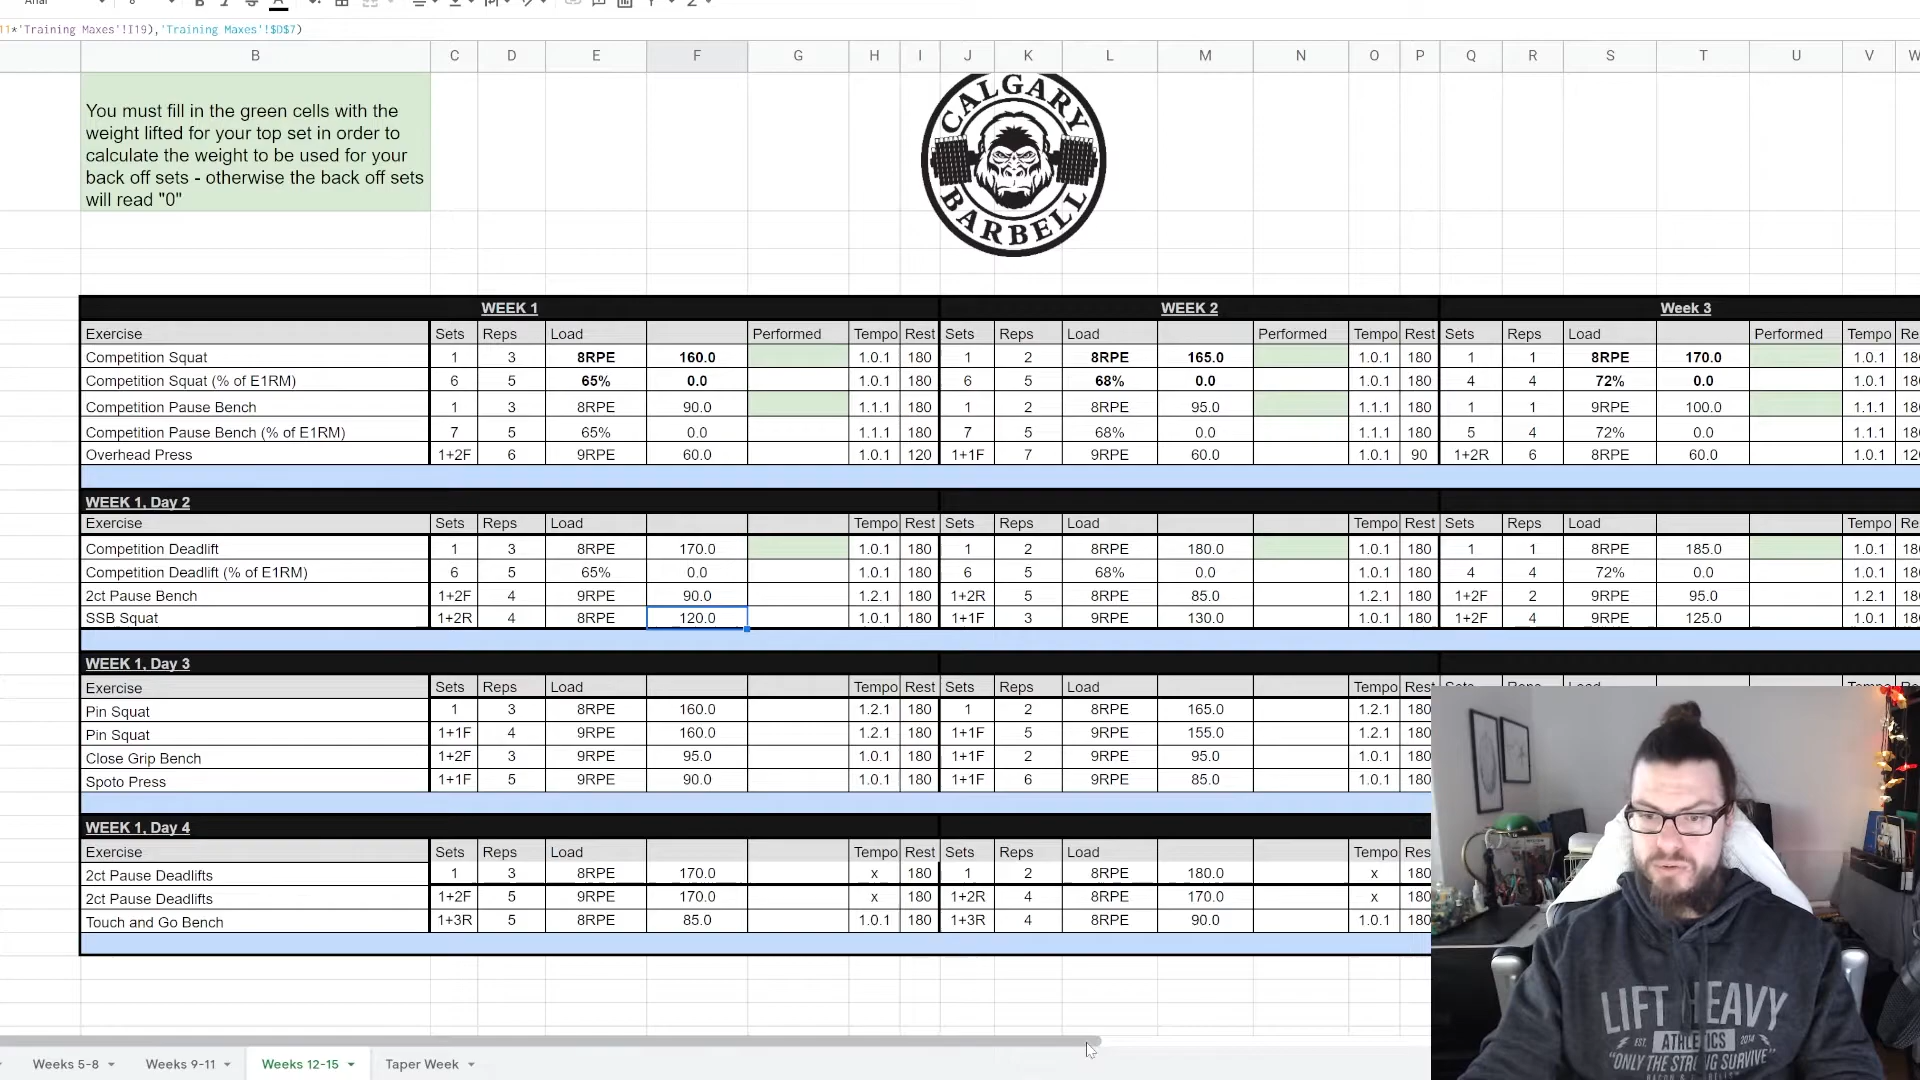 11*'Training Maxes'!I19),'Training Maxes'!$D$7)
B C D E F G H I J K L M N O P Q R S T U V W
You must fill in the green cells with the
weight lifted for your top set in order to
calculate the weight to be used for your
back off sets - otherwise the back off sets
will read "0"
CALGARY
BARBELL
WEEK 1 WEEK 2 Week 3
Exercise Sets Reps Load Performed Tempo Rest Sets Reps Load Performed Tempo Rest Sets Reps Load Performed Tempo Re
Competition Squat 1 3 8RPE 160.0 1.0.1 180 1 2 8RPE 165.0 1.0.1 180 1 1 8RPE 170.0 1.0.1 18
Competition Squat (% of E1RM) 6 5 65% 0.0 1.0.1 180 6 5 68% 0.0 1.0.1 180 4 4 72% 0.0 1.0.1 18
Competition Pause Bench 1 3 8RPE 90.0 1.1.1 180 1 2 8RPE 95.0 1.1.1 180 1 1 9RPE 100.0 1.1.1 18
Competition Pause Bench (% of E1RM) 7 5 65% 0.0 1.1.1 180 7 5 68% 0.0 1.1.1 180 5 4 72% 0.0 1.1.1 18
Overhead Press 1+2F 6 9RPE 60.0 1.0.1 120 1+1F 7 9RPE 60.0 1.0.1 90 1+2R 6 8RPE 60.0 1.0.1 12
WEEK 1, Day 2
Exercise Sets Reps Load Tempo Rest Sets Reps Load Tempo Rest Sets Reps Load Tempo Re
Competition Deadlift 1 3 8RPE 170.0 1.0.1 180 1 2 8RPE 180.0 1.0.1 180 1 1 8RPE 185.0 1.0.1 18
Competition Deadlift (% of E1RM) 6 5 65% 0.0 1.0.1 180 6 5 68% 0.0 1.0.1 180 4 4 72% 0.0 1.0.1 18
2ct Pause Bench 1+2F 4 9RPE 90.0 1.2.1 180 1+2R 5 8RPE 85.0 1.2.1 180 1+2F 2 9RPE 95.0 1.2.1 18
SSB Squat 1+2R 4 8RPE 120.0 1.0.1 180 1+1F 3 9RPE 130.0 1.0.1 180 1+2F 4 9RPE 125.0 1.0.1 18
WEEK 1, Day 3
Exercise Sets Reps Load Tempo Rest Sets Reps Load Tempo Rest
Pin Squat 1 3 8RPE 160.0 1.2.1 180 1 2 8RPE 165.0 1.2.1 180
Pin Squat 1+1F 4 9RPE 160.0 1.2.1 180 1+1F 5 9RPE 155.0 1.2.1 180
Close Grip Bench 1+2F 3 9RPE 95.0 1.0.1 180 1+1F 2 9RPE 95.0 1.0.1 180
Spoto Press 1+1F 5 9RPE 90.0 1.0.1 180 1+1F 6 9RPE 85.0 1.0.1 180
WEEK 1, Day 4
Exercise Sets Reps Load Tempo Rest Sets Reps Load Tempo Res
2ct Pause Deadlifts 1 3 8RPE 170.0 x 180 1 2 8RPE 180.0 x 180
2ct Pause Deadlifts 1+2F 5 9RPE 170.0 x 180 1+2R 4 8RPE 170.0 x 180
Touch and Go Bench 1+3R 5 8RPE 85.0 1.0.1 180 1+3R 4 8RPE 90.0 1.0.1 180
LIFT HEAVY
EST. ATHLETICS 2014
"ONLY THE STRONG SURVIVE"
Weeks 5-8 Weeks 9-11 Weeks 12-15 Taper Week